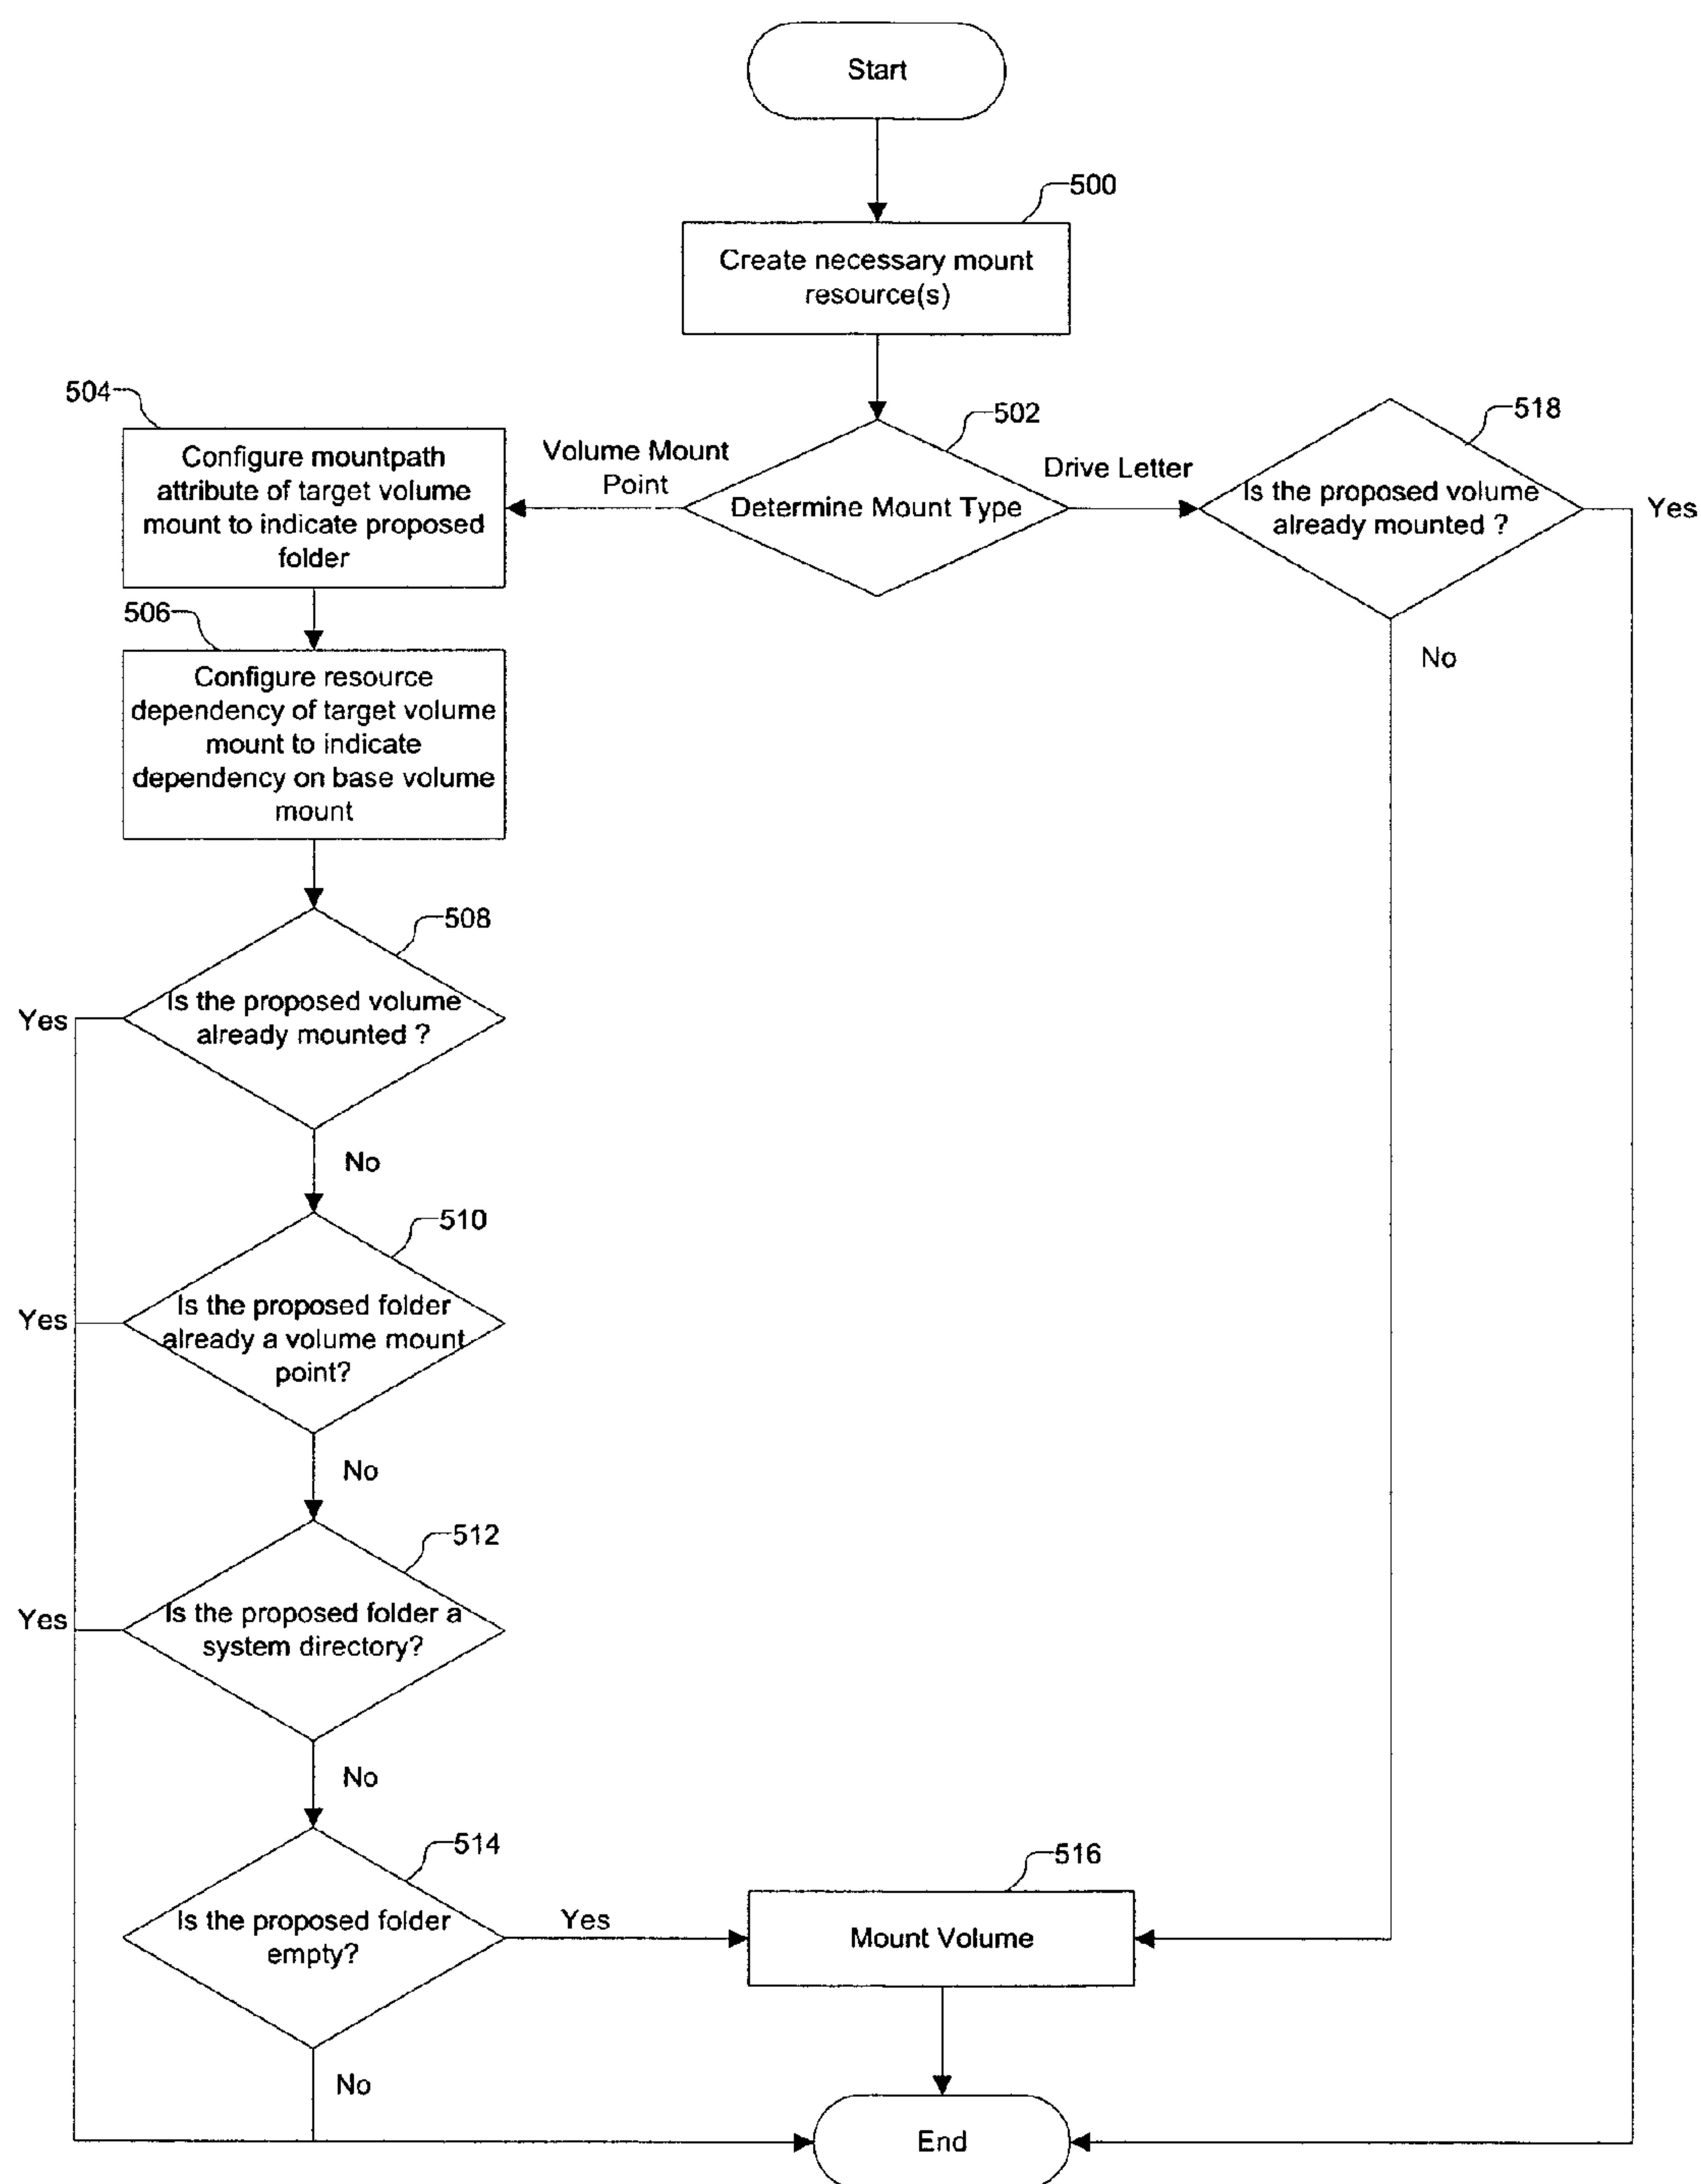 Start
500
Create necessary mount
resource(s)
504
502
518
Configure mountpath
attribute of target volume
mount to indicate proposed
folder
Volume Mount
Point
Determine Mount Type
Drive Letter
Is the proposed volume
already mounted ?
Yes
No
506
Configure resource
dependency of target volume
mount to indicate
dependency on base volume
mount
508
Is the proposed volume
already mounted ?
Yes
No
510
Is the proposed folder
already a volume mount
point?
Yes
No
512
Is the proposed folder a
system directory?
Yes
No
514
Is the proposed folder
empty?
Yes
516
Mount Volume
No
End